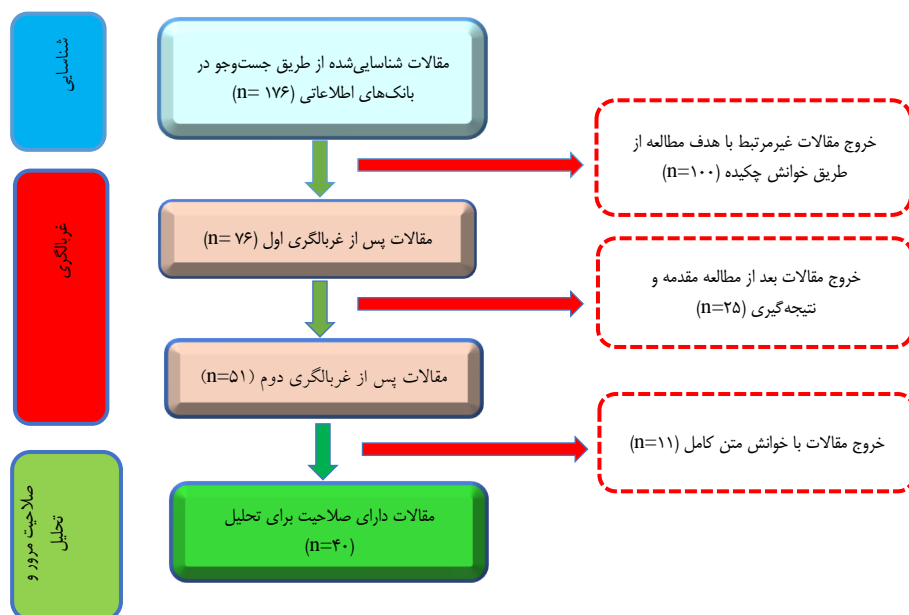 شناسایی
مقالات شناسایی‌شده از طریق جست‌وجو در
بانک‌های اطلاعاتی (n= ۱۷۶)
خروج مقالات غیرمرتبط با هدف مطالعه از
طریق خوانش چکیده (n=۱۰۰)
غربالگری
مقالات پس از غربالگری اول (n= ۷۶)
خروج مقالات بعد از مطالعه مقدمه و
نتیجه‌گیری (n=۲۵)
مقالات پس از غربالگری دوم (n=۵۱)
خروج مقالات با خوانش متن کامل (n=۱۱)
صلاحیت مرور و
تحلیل
مقالات دارای صلاحیت برای تحلیل
(n=۴۰)